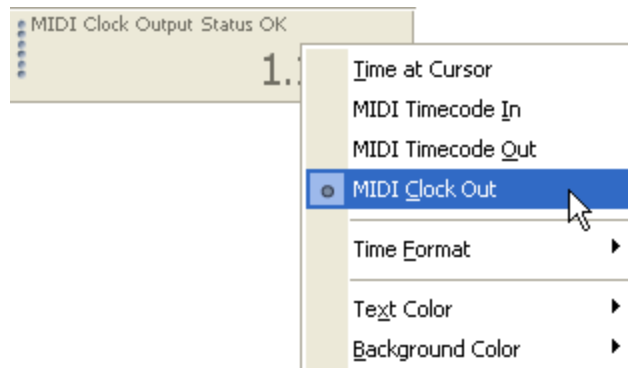 MIDI Clock Output Status OK
1.
Time at Cursor
MIDI Timecode In
MIDI Timecode Out
MIDI Clock Out
Time Format
Text Color
Background Color